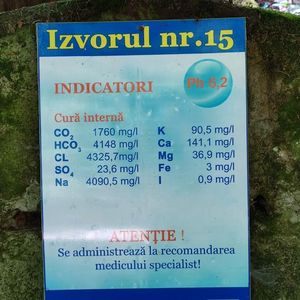 Izvorul nr.15
INDICATORI
Ph 6,2
Cură internă
CO2 1760 mg/l K 90,5 mg/l
HCO3 4148 mg/l Ca 141,1 mg/l
CL 4325,7mg/l Mg 36,9 mg/l
SO4 23,6 mg/l Fe 3 mg/l
Na 4090,5 mg/l I 0,9 mg/l
ATENȚIE !
Se administrează la recomandarea
medicului specialist!